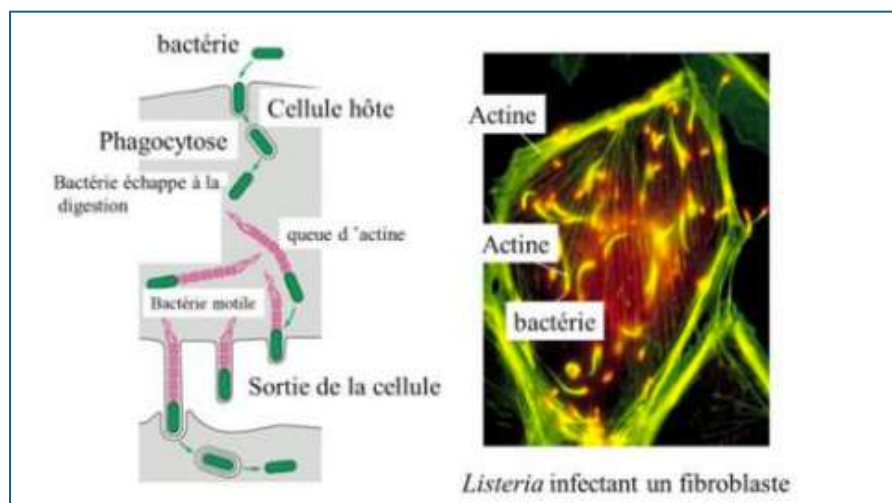 bactérie
Cellule hôte
Phagocytose
Bactérie échappe à la
digestion
queue d 'actine
Bactérie motile
Sortie de la cellule
Actine
Actine
bactérie
Listeria infectant un fibroblaste